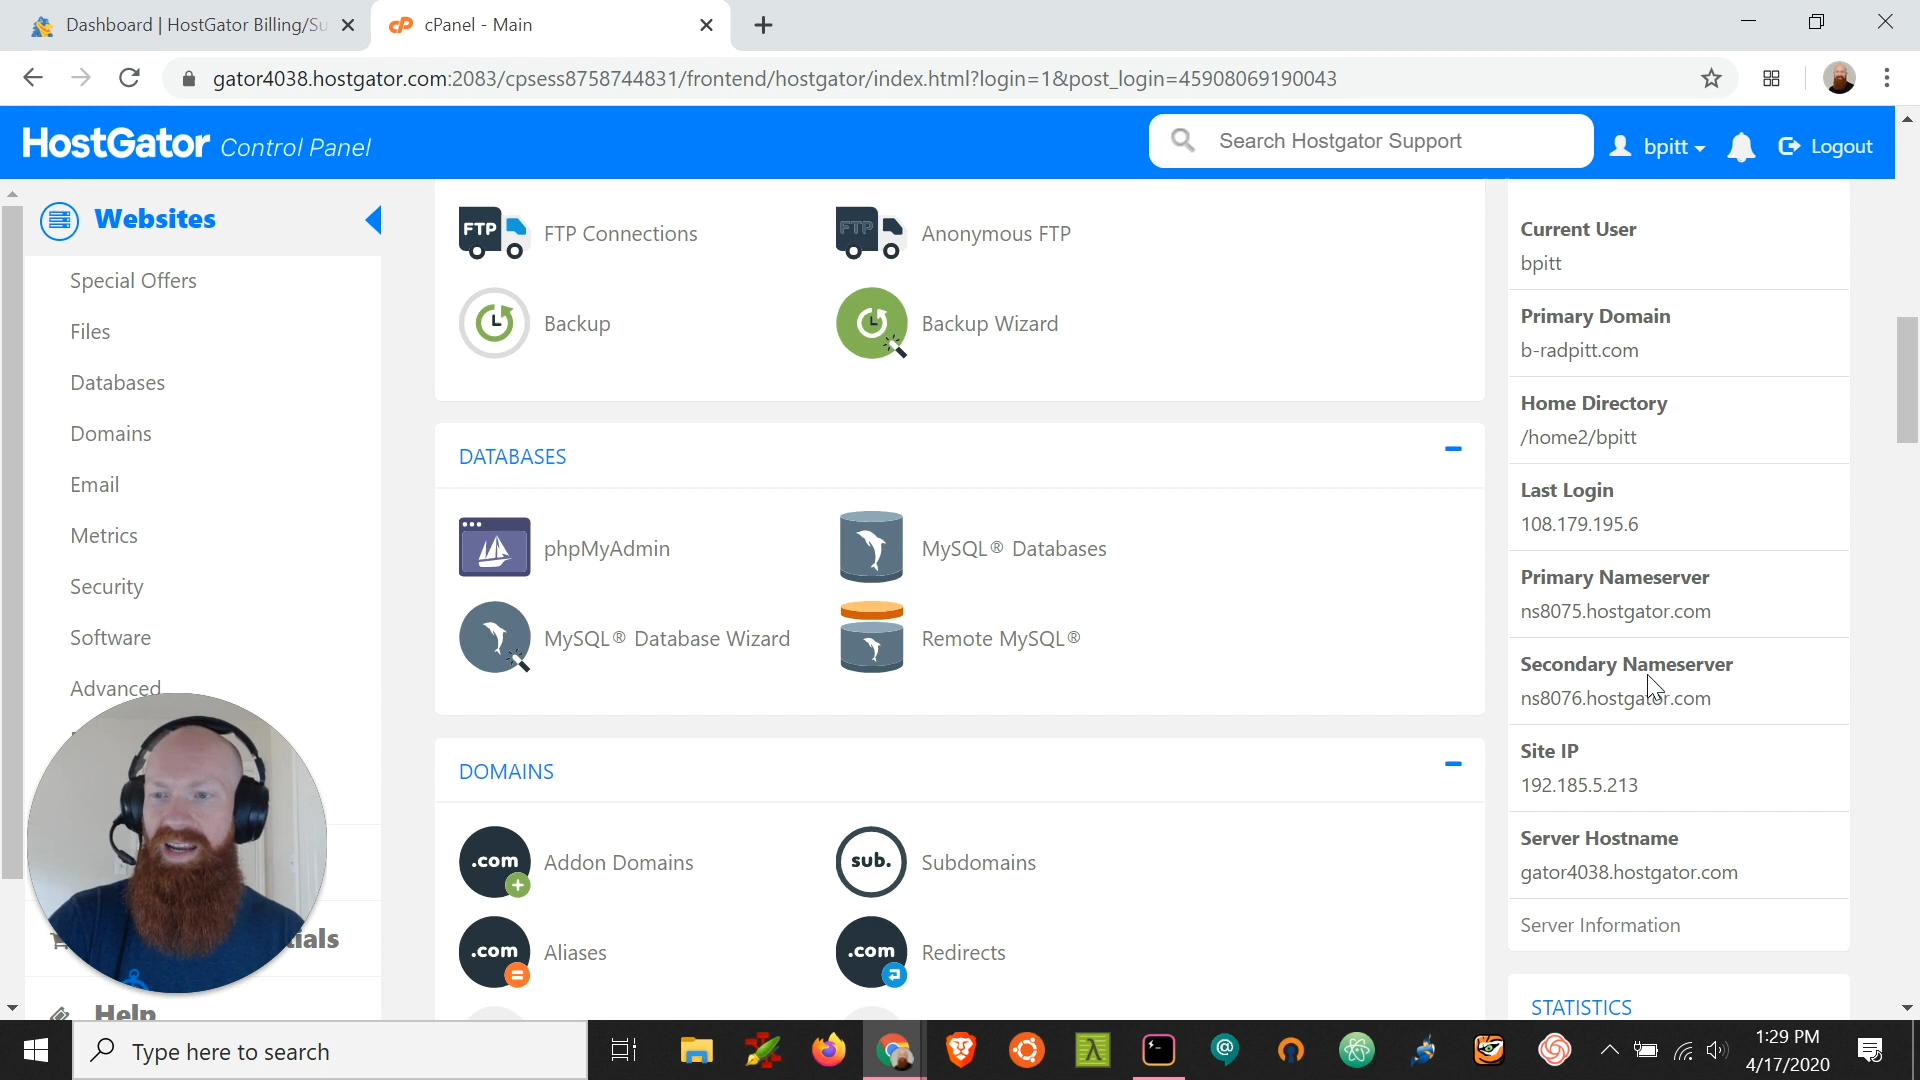 Dashboard | HostGator Billing/Su
cPanel - Main
gator4038.hostgator.com:2083/cpsess8758744831/frontend/hostgator/index.html?login=1&post_login=45908069190043
HostGator Control Panel
Search Hostgator Support
bpitt
Logout
Websites
Special Offers
Files
Databases
Domains
Email
Metrics
Security
Software
Advanced
Help
FTP
FTP Connections
FTP
Anonymous FTP
Backup
Backup Wizard
DATABASES
phpMyAdmin
MySQL® Databases
MySQL® Database Wizard
Remote MySQL®
DOMAINS
.com
Addon Domains
sub.
Subdomains
.com
Aliases
.com
Redirects
Current User
bpitt
Primary Domain
b-radpitt.com
Home Directory
/home2/bpitt
Last Login
108.179.195.6
Primary Nameserver
ns8075.hostgator.com
Secondary Nameserver
ns8076.hostgator.com
Site IP
192.185.5.213
Server Hostname
gator4038.hostgator.com
Server Information
STATISTICS
Type here to search
1:29 PM
4/17/2020